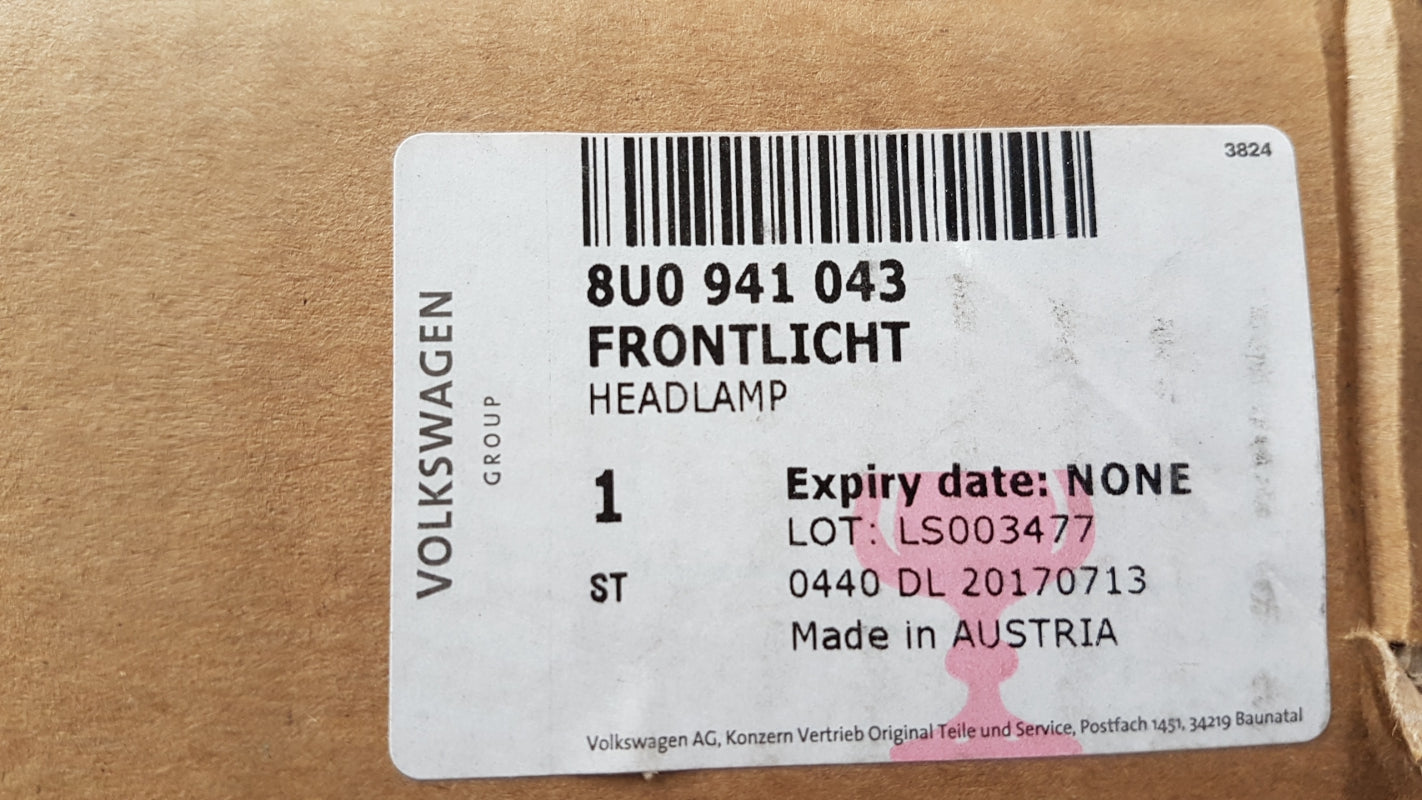 3824
8U0 941 043
FRONTLICHT
HEADLAMP
VOLKSWAGEN
GROUP
1
ST
Expiry date: NONE
LOT: LS003477
0440 DL 20170713
Made in AUSTRIA
Volkswagen AG, Konzern Vertrieb Original Teile und Service, Postfach 1451, 34219 Baunatal